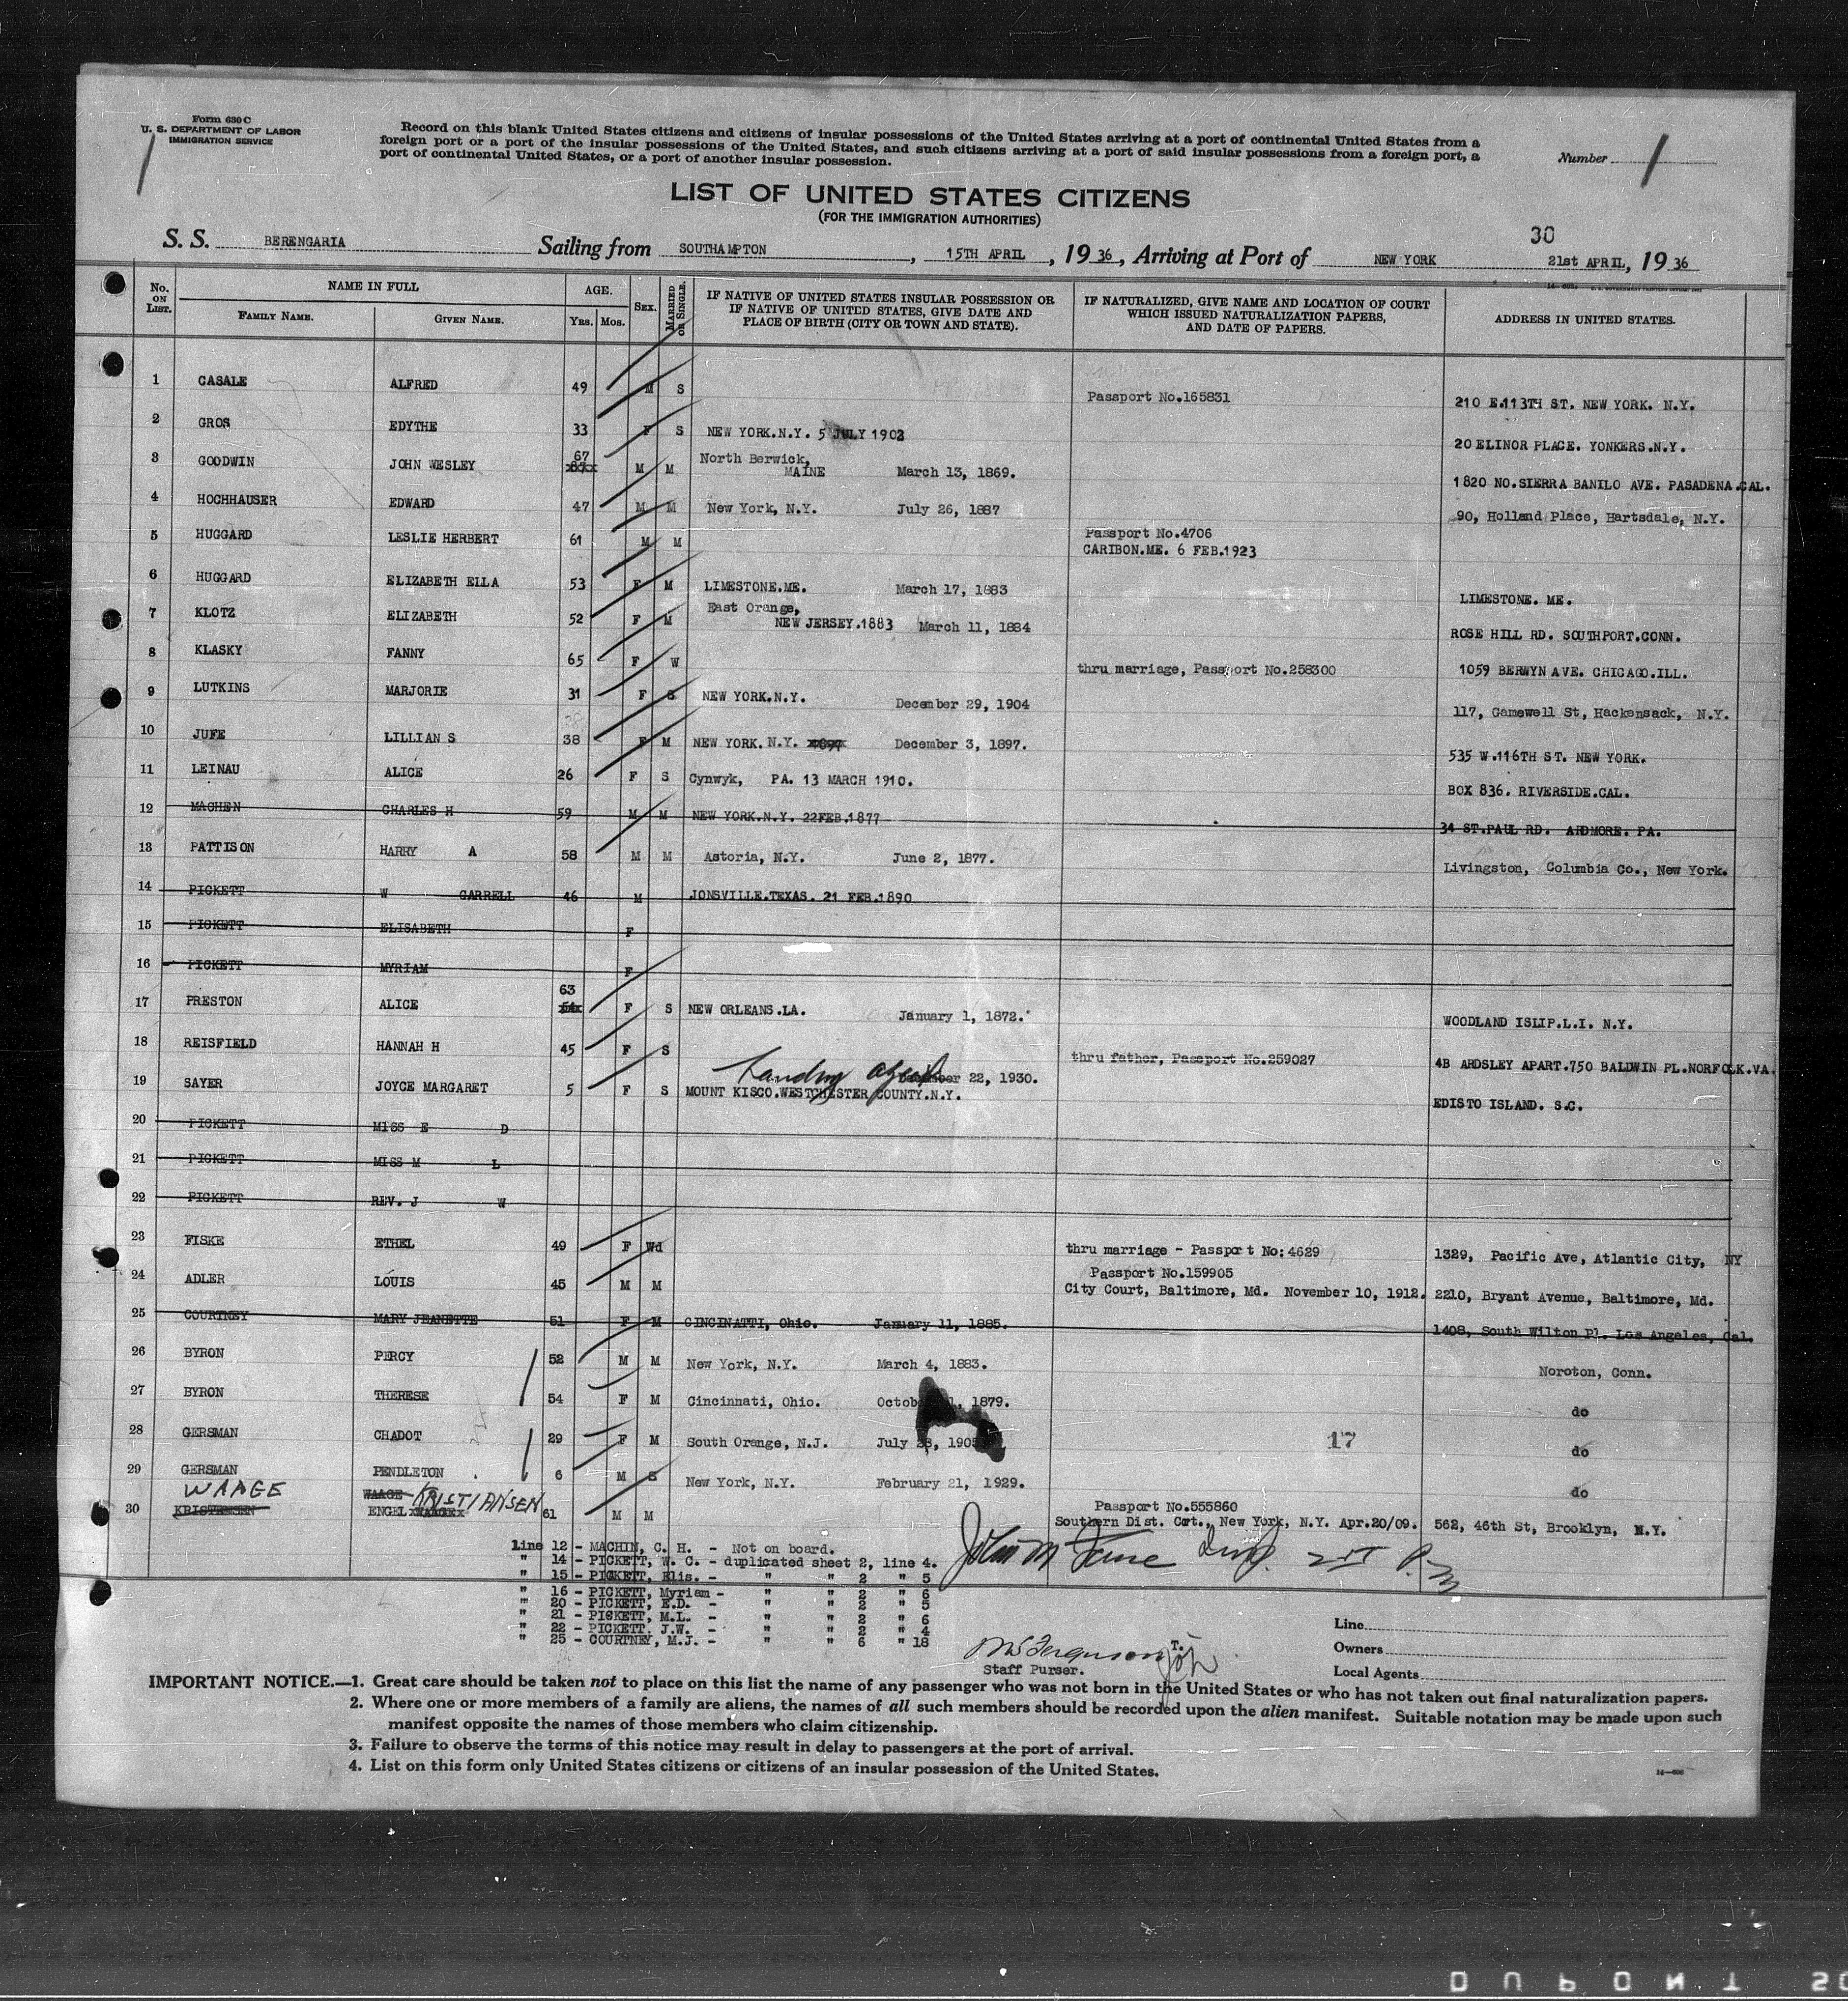 Form 630 C
U. S. DEPARTMENT OF LABOR
IMMIGRATION SERVICE
Record on this blank United States citizens and citizens of insular possessions of the United States arriving at a port of continental United States from a
foreign port or a port of the insular possessions of the United States, and such citizens arriving at a port of said insular possessions from a foreign port, a
port of continental United States, or a port of another insular possession.
Number 1
1
LIST OF UNITED STATES CITIZENS
(FOR THE IMMIGRATION AUTHORITIES)
30
S. S. BERENGARIA Sailing from SOUTHAMPTON, 15TH APRIL, 1936, Arriving at Port of NEW YORK 21st APRIL, 1936
No. ON LIST. NAME IN FULL AGE. SEX. MARRIED OR SINGLE. IF NATIVE OF UNITED STATES INSULAR POSSESSION OR IF NATIVE OF UNITED STATES, GIVE DATE AND PLACE OF BIRTH (CITY OR TOWN AND STATE). IF NATURALIZED, GIVE NAME AND LOCATION OF COURT WHICH ISSUED NATURALIZATION PAPERS, AND DATE OF PAPERS. ADDRESS IN UNITED STATES.
FAMILY NAME. GIVEN NAME. YRS. MOS.
1 CASALE ALFRED 49 M S Passport No.165831 210 E.113TH ST. NEW YORK. N.Y.
2 GROS EDYTHE 33 F S NEW YORK.N.Y. 5 JULY 1902 20 ELINOR PLACE. YONKERS.N.Y.
3 GOODWIN JOHN WESLEY 67 M M North Berwick, MAINE March 13, 1869. 1820 NO.SIERRA BANILO AVE. PASADENA.CAL.
4 HOCHHAUSER EDWARD 47 M M New York, N.Y. July 26, 1887 90, Holland Place, Hartsdale, N.Y.
5 HUGGARD LESLIE HERBERT 61 M M Passport No.4706
CARIBON.ME. 6 FEB.1923
6 HUGGARD ELIZABETH ELLA 53 F M LIMESTONE.ME. March 17, 1883 LIMESTONE. ME.
7 KLOTZ ELIZABETH 52 F M East Orange, NEW JERSEY.1883 March 11, 1884 ROSE HILL RD. SOUTHPORT.CONN.
8 KLASKY FANNY 65 F W thru marriage, Passport No.258300 1059 BERWYN AVE. CHICAGO.ILL.
9 LUTKINS MARJORIE 31 F S NEW YORK.N.Y. December 29, 1904 117, Gamewell St, Hackensack, N.Y.
10 JUFE LILLIAN S 38 F M NEW YORK. N.Y. December 3, 1897. 535 W.116TH ST. NEW YORK.
11 LEINAU ALICE 26 F S Cynwyk, PA. 13 MARCH 1910. BOX 836. RIVERSIDE.CAL.
12 MACHEN CHARLES H 59 M M NEW YORK.N.Y. 22FEB.1877 34 ST.PAUL RD. ARDMORE. PA.
13 PATTISON HARRY A 58 M M Astoria, N.Y. June 2, 1877. Livingston, Columbia Co., New York.
14 PICKETT W GARRELL 46 M JONSVILLE.TEXAS. 21 FEB.1890
15 PICKETT ELISABETH F
16 PICKETT MYRIAM F
17 PRESTON ALICE 63 F S NEW ORLEANS.LA. January 1, 1872. WOODLAND ISLIP.L.I. N.Y.
18 REISFIELD HANNAH H 45 F S thru father, Passport No.259027 4B ARDSLEY APART.750 BALDWIN PL.NORFOLK.VA.
19 SAYER JOYCE MARGARET 5 F S Landing 22, 1930.
MOUNT KISCO.WESTCHESTER COUNTY.N.Y. EDISTO ISLAND. S.C.
20 PICKETT MISS E D
21 PICKETT MISS M L
22 PICKETT REV. J W
23 FISKE ETHEL 49 F Wd thru marriage - Passport No:4629 1329, Pacific Ave, Atlantic City, NY
24 ADLER LOUIS 45 M M Passport No.159905
City Court, Baltimore, Md. November 10, 1912. 2210, Bryant Avenue, Baltimore, Md.
25 COURTNEY MARY JEANETTE 51 F M CINCINATTI, Ohio. January 11, 1885. 1408, South Wilton Pl. Los Angeles, Cal.
26 BYRON PERCY 52 M M New York, N.Y. March 4, 1883. Noroton, Conn.
27 BYRON THERESE 54 F M Cincinnati, Ohio. 1879. do
28 GERSMAN CHADOT 29 F M South Orange, N.J. July 1905 do
17
29 GERSMAN PENDLETON 6 M S New York, N.Y. February 21, 1929. do
WAAGE WAAGE KRISTIANSEN
30 KRISTENSEN ENGEL 61 M M Passport No.555860
Southern Dist. Crt., New York, N.Y. Apr.20/09. 562, 46th St, Brooklyn, N.Y.
line 12 - MACHIN, C. H. - Not on board.
" 14 - PICKETT, W. C. - duplicated sheet 2, line 4.
" 15 - PICKETT, Elis. - " " 2 " 5
" 16 - PICKETT, Myriam - " " 2 " 6
" 20 - PICKETT, E.D. - " " 2 " 5
" 21 - PICKETT, M.L. - " " 2 " 6
" 22 - PICKETT. J.W. - " " 2 " 4
" 25 - COURTNEY, M.J. - " " 6 " 18
Staff Purser.
Line
Owners
Local Agents
IMPORTANT NOTICE.—1. Great care should be taken not to place on this list the name of any passenger who was not born in the United States or who has not taken out final naturalization papers.
2. Where one or more members of a family are aliens, the names of all such members should be recorded upon the alien manifest. Suitable notation may be made upon such
manifest opposite the names of those members who claim citizenship.
3. Failure to observe the terms of this notice may result in delay to passengers at the port of arrival.
4. List on this form only United States citizens or citizens of an insular possession of the United States.
DUPONT